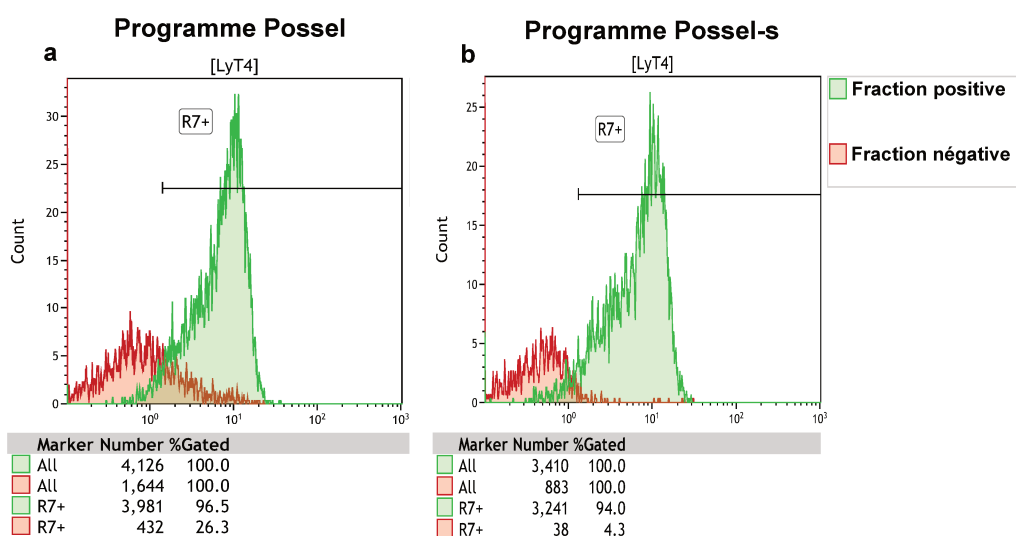 Programme Possel
a
[LyT4]
R7+
Count
30
25
20
15
10
5
0
10⁰ 10¹ 10² 10³
Marker Number %Gated
All 4,126 100.0
All 1,644 100.0
R7+ 3,981 96.5
R7+ 432 26.3
Programme Possel-s
b
[LyT4]
R7+
Count
25
20
15
10
5
0
10⁰ 10¹ 10² 10³
Marker Number %Gated
All 3,410 100.0
All 883 100.0
R7+ 3,241 94.0
R7+ 38 4.3
Fraction positive
Fraction négative